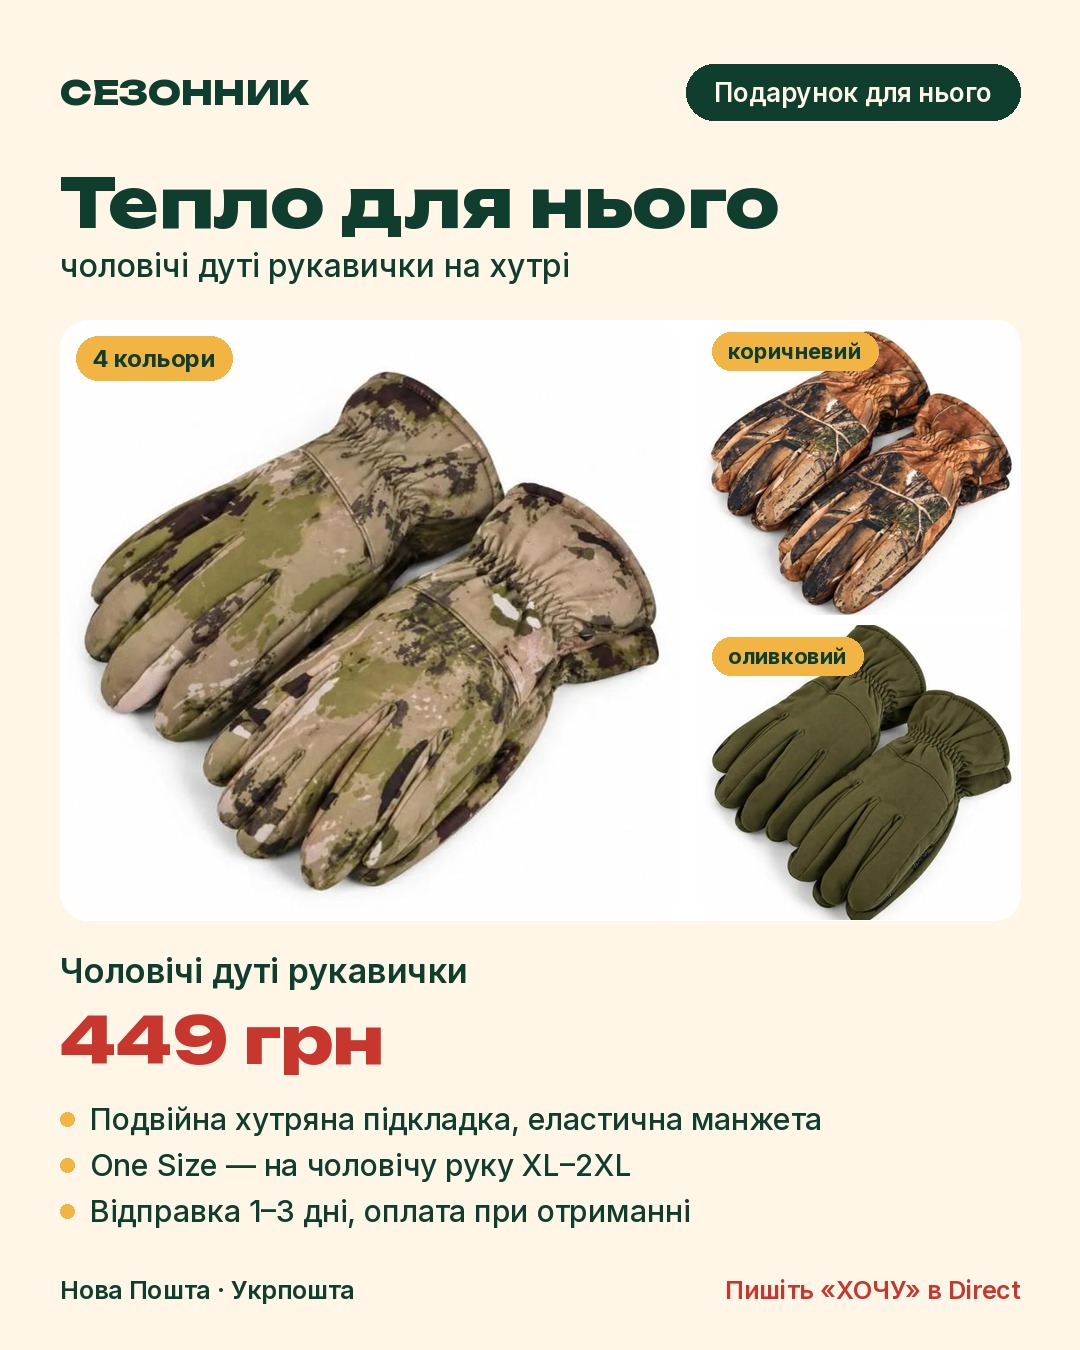 СЕЗОННИК
Подарунок для нього
Тепло для нього
чоловічі дуті рукавички на хутрі
4 кольори
коричневий
оливковий
Чоловічі дуті рукавички
449 грн
Подвійна хутряна підкладка, еластична манжета
One Size — на чоловічу руку XL–2XL
Відправка 1–3 дні, оплата при отриманні
Нова Пошта · Укрпошта
Пишіть «ХОЧУ» в Direct